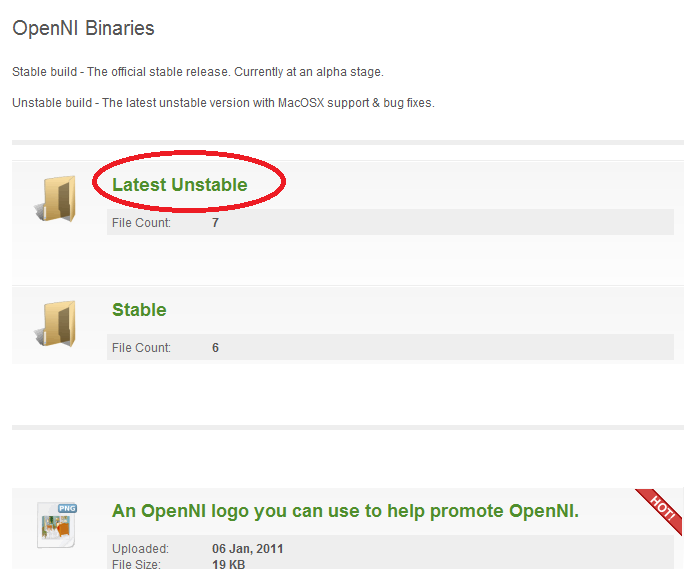 OpenNI Binaries
Stable build - The official stable release. Currently at an alpha stage.
Unstable build - The latest unstable version with MacOSX support & bug fixes.
Latest Unstable
File Count: 7
Stable
File Count: 6
PNG
An OpenNI logo you can use to help promote OpenNI.
HOT!
Uploaded: 06 Jan, 2011
File Size: 19 KB